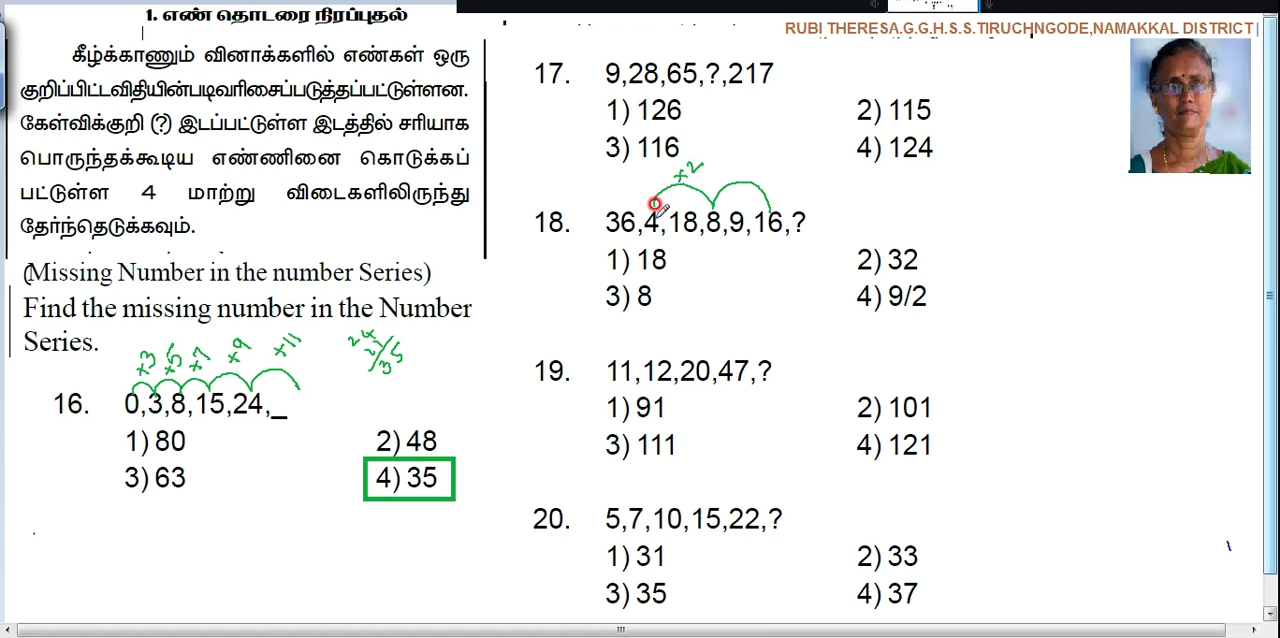 1. எண் தொடரை நிரப்புதல்
RUBI THERESA.G.G.H.S.S.TIRUCHNGODE,NAMAKKAL DISTRICT
கீழ்க்காணும் வினாக்களில் எண்கள் ஒரு
குறிப்பிட்டவிதியின்படிவரிசைப்படுத்தப்பட்டுள்ளன.
கேள்விக்குறி (?) இடப்பட்டுள்ள இடத்தில் சரியாக
பொருந்தக்கூடிய எண்ணினை கொடுக்கப்
பட்டுள்ள 4 மாற்று விடைகளிலிருந்து
தேர்ந்தெடுக்கவும்.
(Missing Number in the number Series)
Find the missing number in the Number
Series.
+3 +5 +7 +9 +11
24
11/
35
16. 0,3,8,15,24,_
1) 80 2) 48
3) 63 4) 35
17. 9,28,65,?,217
1) 126 2) 115
3) 116 4) 124
×2
18. 36,4,18,8,9,16,?
1) 18 2) 32
3) 8 4) 9/2
19. 11,12,20,47,?
1) 91 2) 101
3) 111 4) 121
20. 5,7,10,15,22,?
1) 31 2) 33
3) 35 4) 37